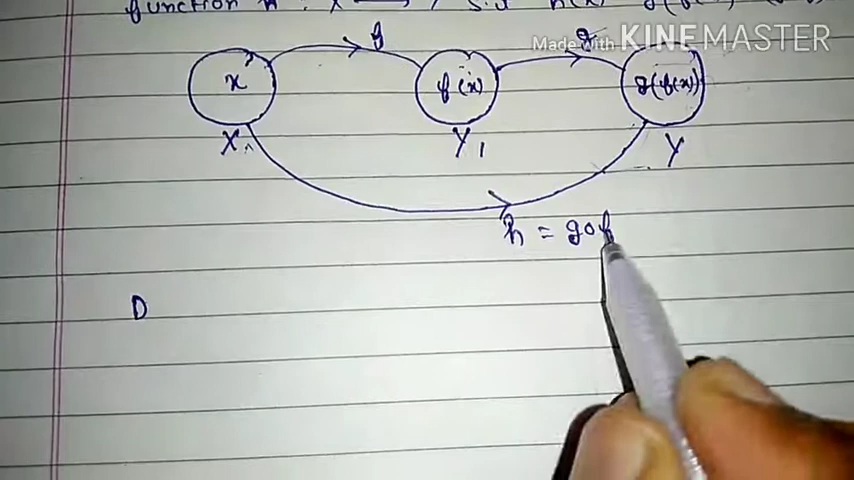 function h : X → Y s.t h(x) g(f(x)
f g
Made with KINEMASTER
x f(x) g(f(x))
X Y₁ Y
h = gof
D